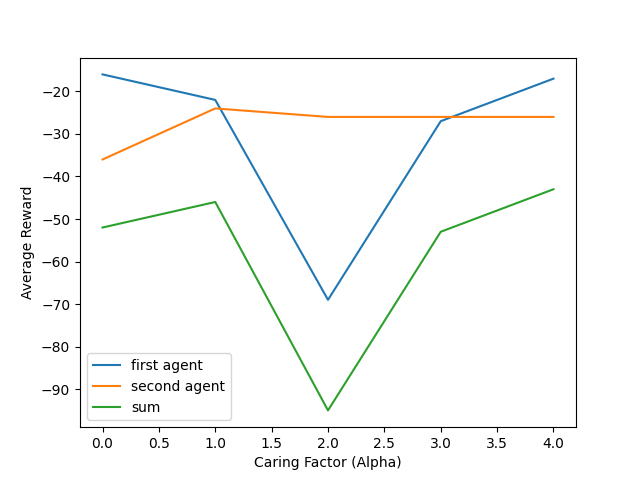 −20
−30
−40
−50
−60
−70
−80
−90
Average Reward
first agent
second agent
sum
0.0 0.5 1.0 1.5 2.0 2.5 3.0 3.5 4.0
Caring Factor (Alpha)